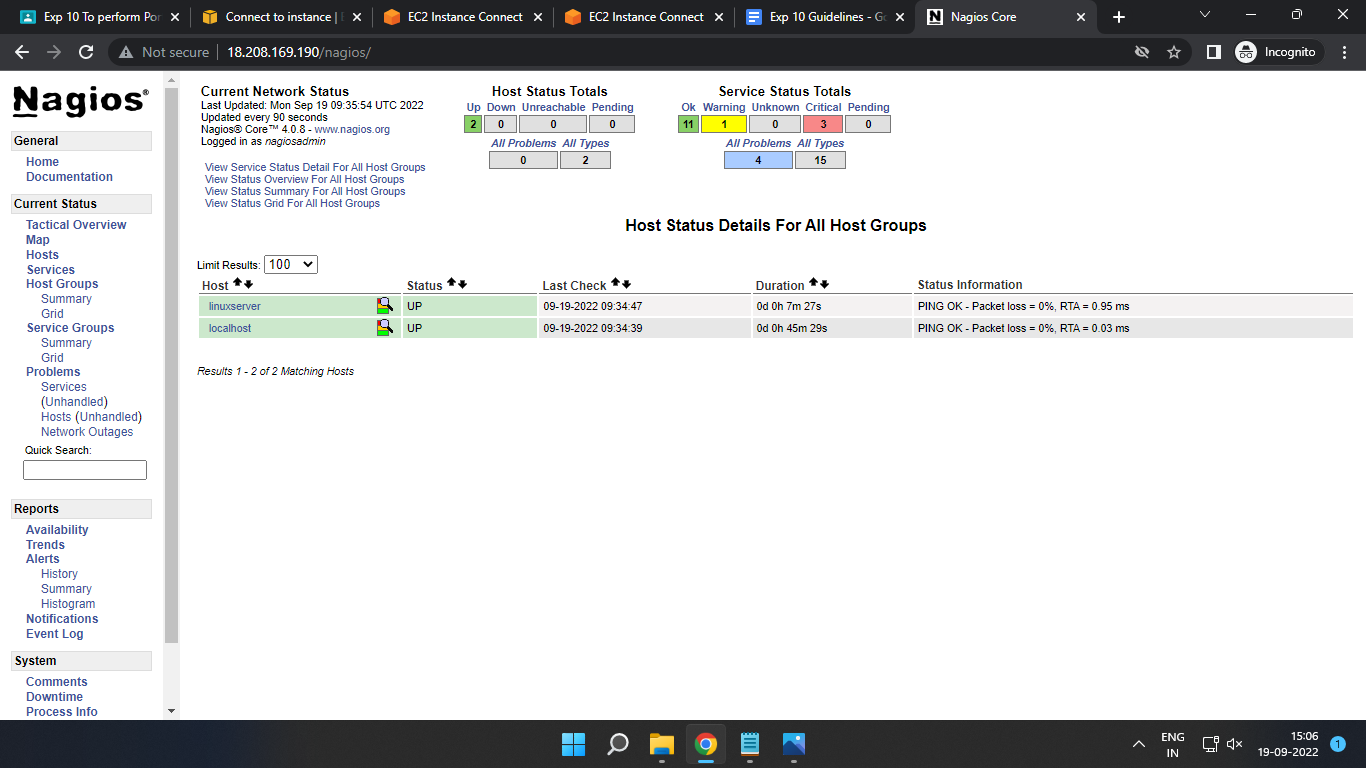 Exp 10 To perform Por
Connect to instance | E
EC2 Instance Connect
EC2 Instance Connect
Exp 10 Guidelines - Go
Nagios Core
Not secure
18.208.169.190/nagios/
Incognito
Nagios®
General
Home
Documentation
Current Status
Tactical Overview
Map
Hosts
Services
Host Groups
Summary
Grid
Service Groups
Summary
Grid
Problems
Services
(Unhandled)
Hosts (Unhandled)
Network Outages
Quick Search:
Reports
Availability
Trends
Alerts
History
Summary
Histogram
Notifications
Event Log
System
Comments
Downtime
Process Info
Current Network Status
Last Updated: Mon Sep 19 09:35:54 UTC 2022
Updated every 90 seconds
Nagios® Core™ 4.0.8 - www.nagios.org
Logged in as nagiosadmin
View Service Status Detail For All Host Groups
View Status Overview For All Host Groups
View Status Summary For All Host Groups
View Status Grid For All Host Groups
Host Status Totals
Up Down Unreachable Pending
2 0 0 0
All Problems All Types
0 2
Service Status Totals
Ok Warning Unknown Critical Pending
11 1 0 3 0
All Problems All Types
4 15
Host Status Details For All Host Groups
Limit Results: 100
Host Status Last Check Duration Status Information
linuxserver UP 09-19-2022 09:34:47 0d 0h 7m 27s PING OK - Packet loss = 0%, RTA = 0.95 ms
localhost UP 09-19-2022 09:34:39 0d 0h 45m 29s PING OK - Packet loss = 0%, RTA = 0.03 ms
Results 1 - 2 of 2 Matching Hosts
ENG
IN
15:06
19-09-2022
1